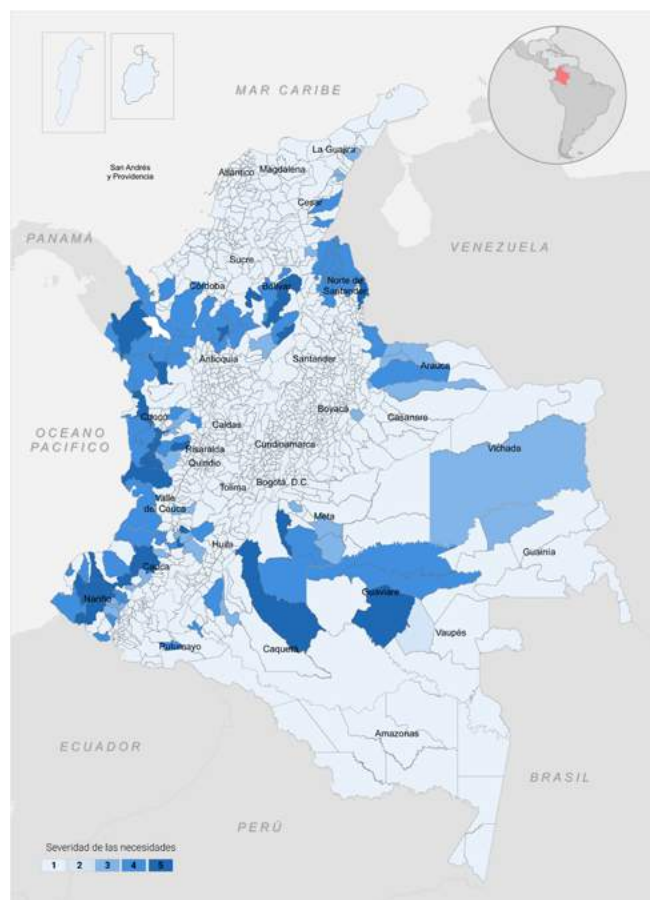 MAR CARIBE
La Guajira
San Andrés
y Providencia
Atlántico
Magdalena
Cesar
PANAMÁ
VENEZUELA
Sucre
Córdoba
Bolívar
Norte de
Santander
Antioquia
Santander
Arauca
Chocó
Boyacá
Casanare
OCEANO
PACIFICO
Caldas
Cundinamarca
Vichada
Risaralda
Quindio
Bogotá, D.C.
Tolima
Valle
del Cauca
Meta
Huila
Guainía
Cauca
Guaviare
Nariño
Vaupés
Putumayo
Caquetá
Amazonas
ECUADOR
BRASIL
PERÚ
Severidad de las necesidades
1 2 3 4 5